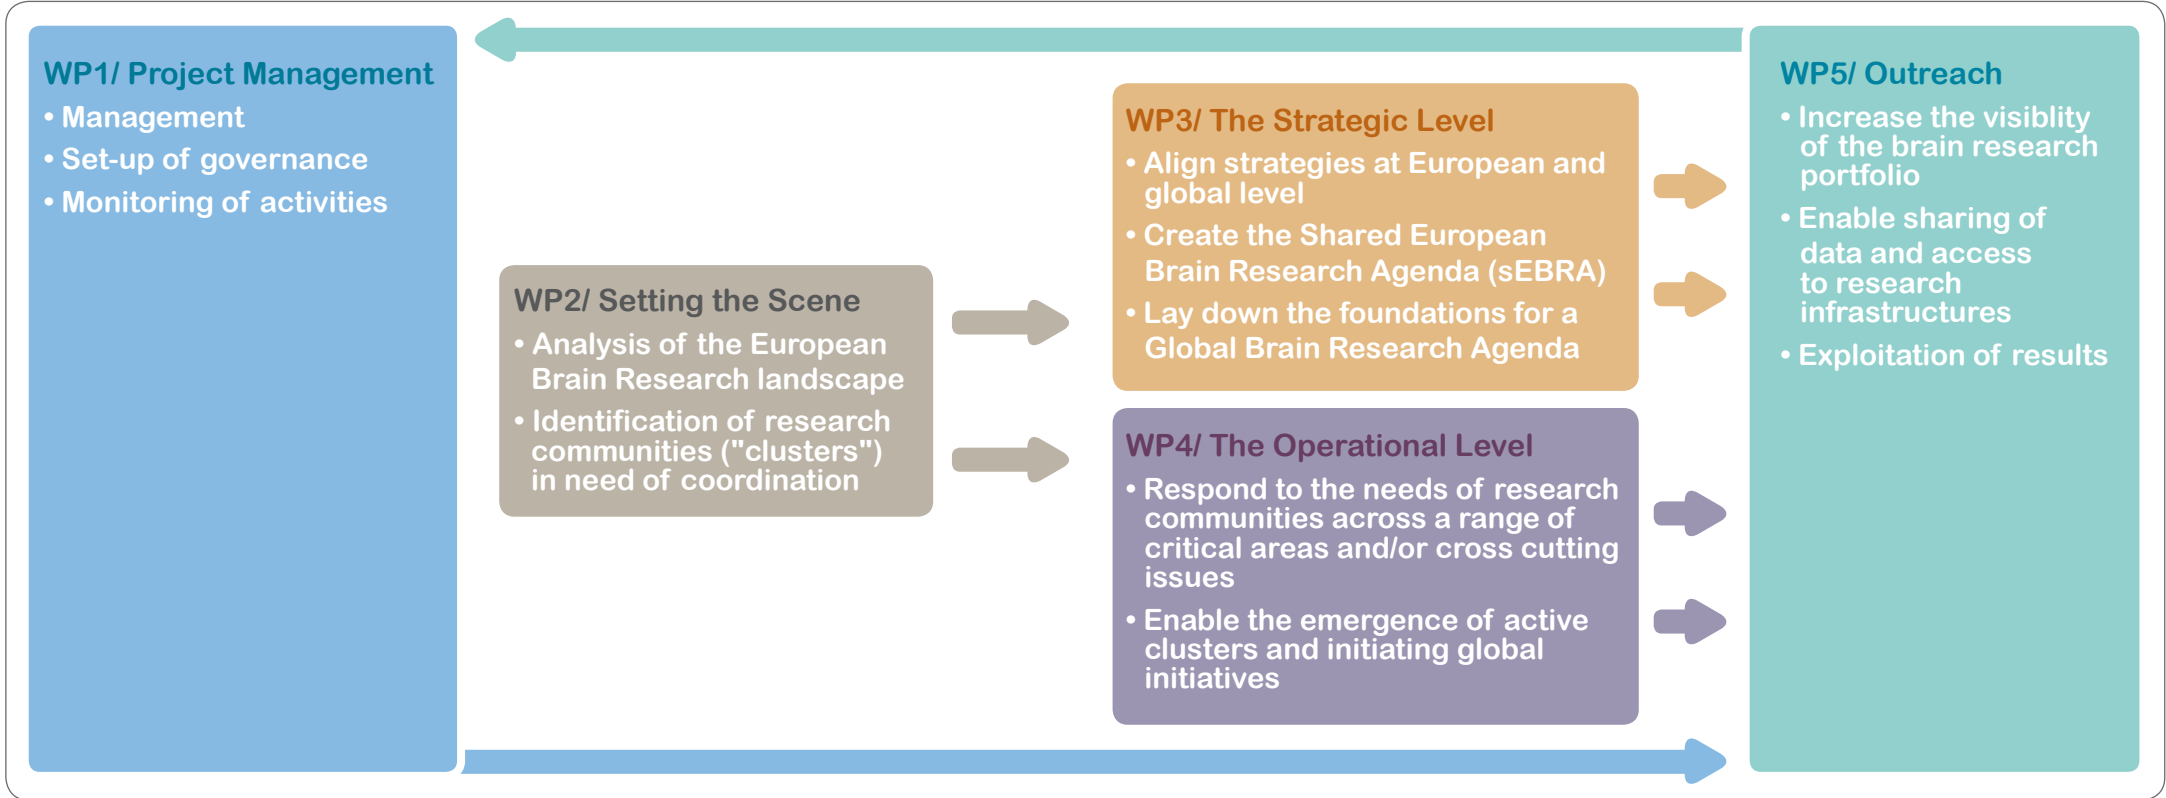 WP1/ Project Management
• Management
• Set-up of governance
• Monitoring of activities
WP2/ Setting the Scene
• Analysis of the European
Brain Research landscape
• Identification of research
communities ("clusters")
in need of coordination
WP3/ The Strategic Level
• Align strategies at European and
global level
• Create the Shared European
Brain Research Agenda (sEBRA)
• Lay down the foundations for a
Global Brain Research Agenda
WP4/ The Operational Level
• Respond to the needs of research
communities across a range of
critical areas and/or cross cutting
issues
• Enable the emergence of active
clusters and initiating global
initiatives
WP5/ Outreach
• Increase the visiblity
of the brain research
portfolio
• Enable sharing of
data and access
to research
infrastructures
• Exploitation of results